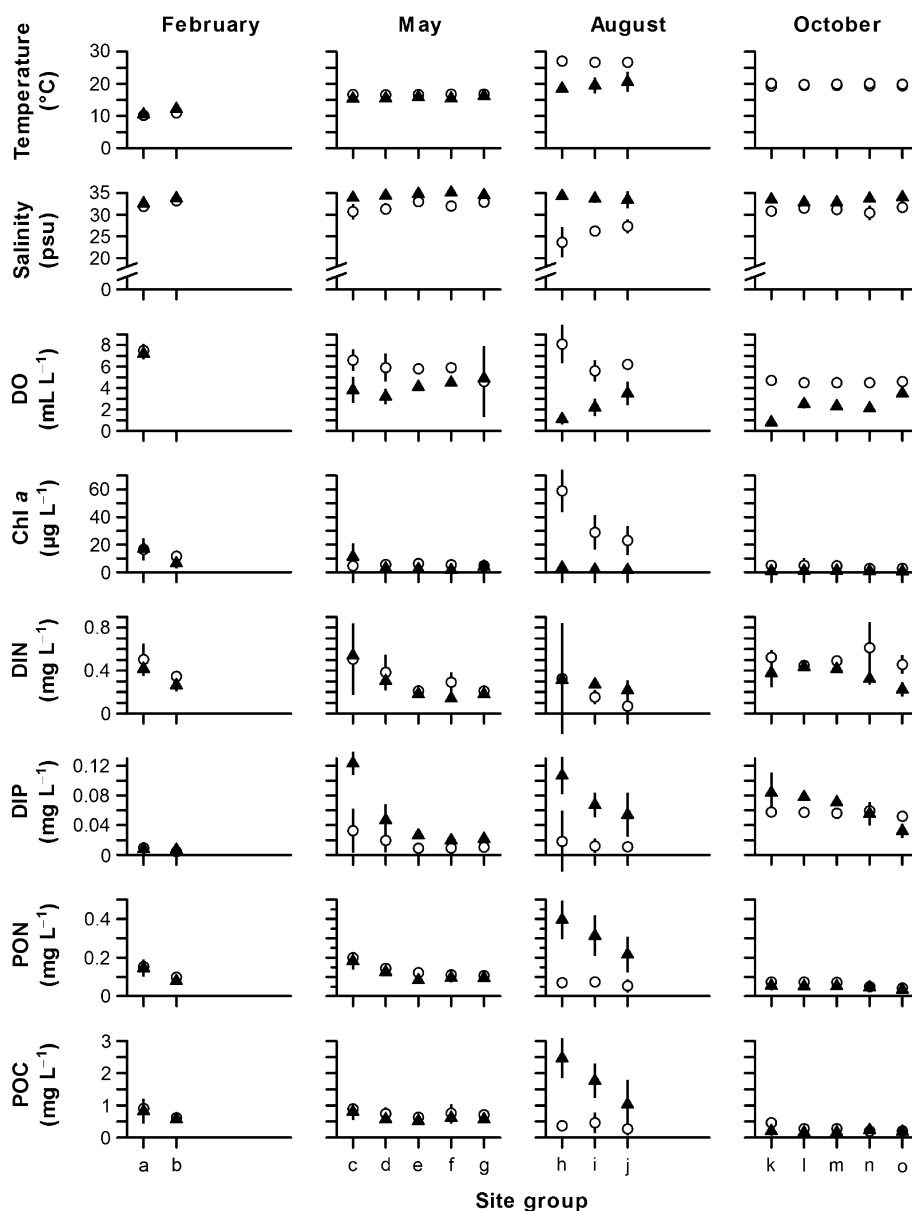 February May August October
Temperature
(°C)
30
20
10
0
Salinity
(psu)
35
30
25
20
0
DO
(mL L⁻¹)
8
6
4
2
0
Chl a
(µg L⁻¹)
60
40
20
0
DIN
(mg L⁻¹)
0.8
0.4
0
DIP
(mg L⁻¹)
0.12
0.08
0.04
0
PON
(mg L⁻¹)
0.4
0.2
0
POC
(mg L⁻¹)
3
2
1
0
a b c d e f g h i j k l m n o
Site group